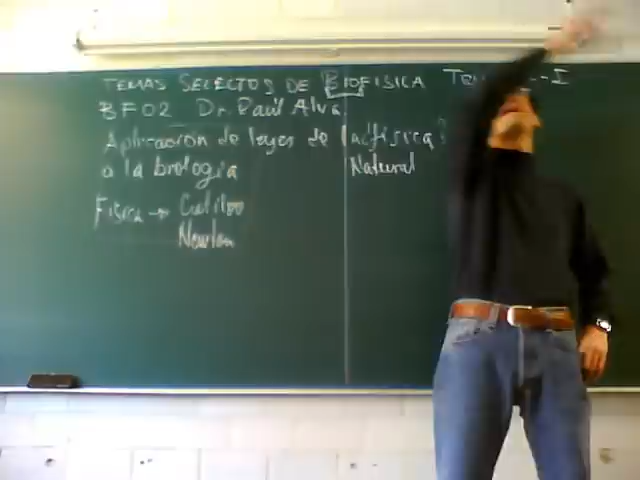 TEMAS SELECTOS DE BIOFISICA
BF02 Dr. Raúl Alva
Aplicación de leyes de la física
a la biología Natural
Física → Galileo
Newton